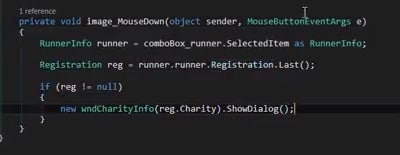 1 reference
private void image_MouseDown(object sender, MouseButtonEventArgs e)
{
RunnerInfo runner = comboBox_runner.SelectedItem as RunnerInfo;
Registration reg = runner.runner.Registration.Last();
if (reg != null)
{
new wndCharityInfo(reg.Charity).ShowDialog();
}
}
}